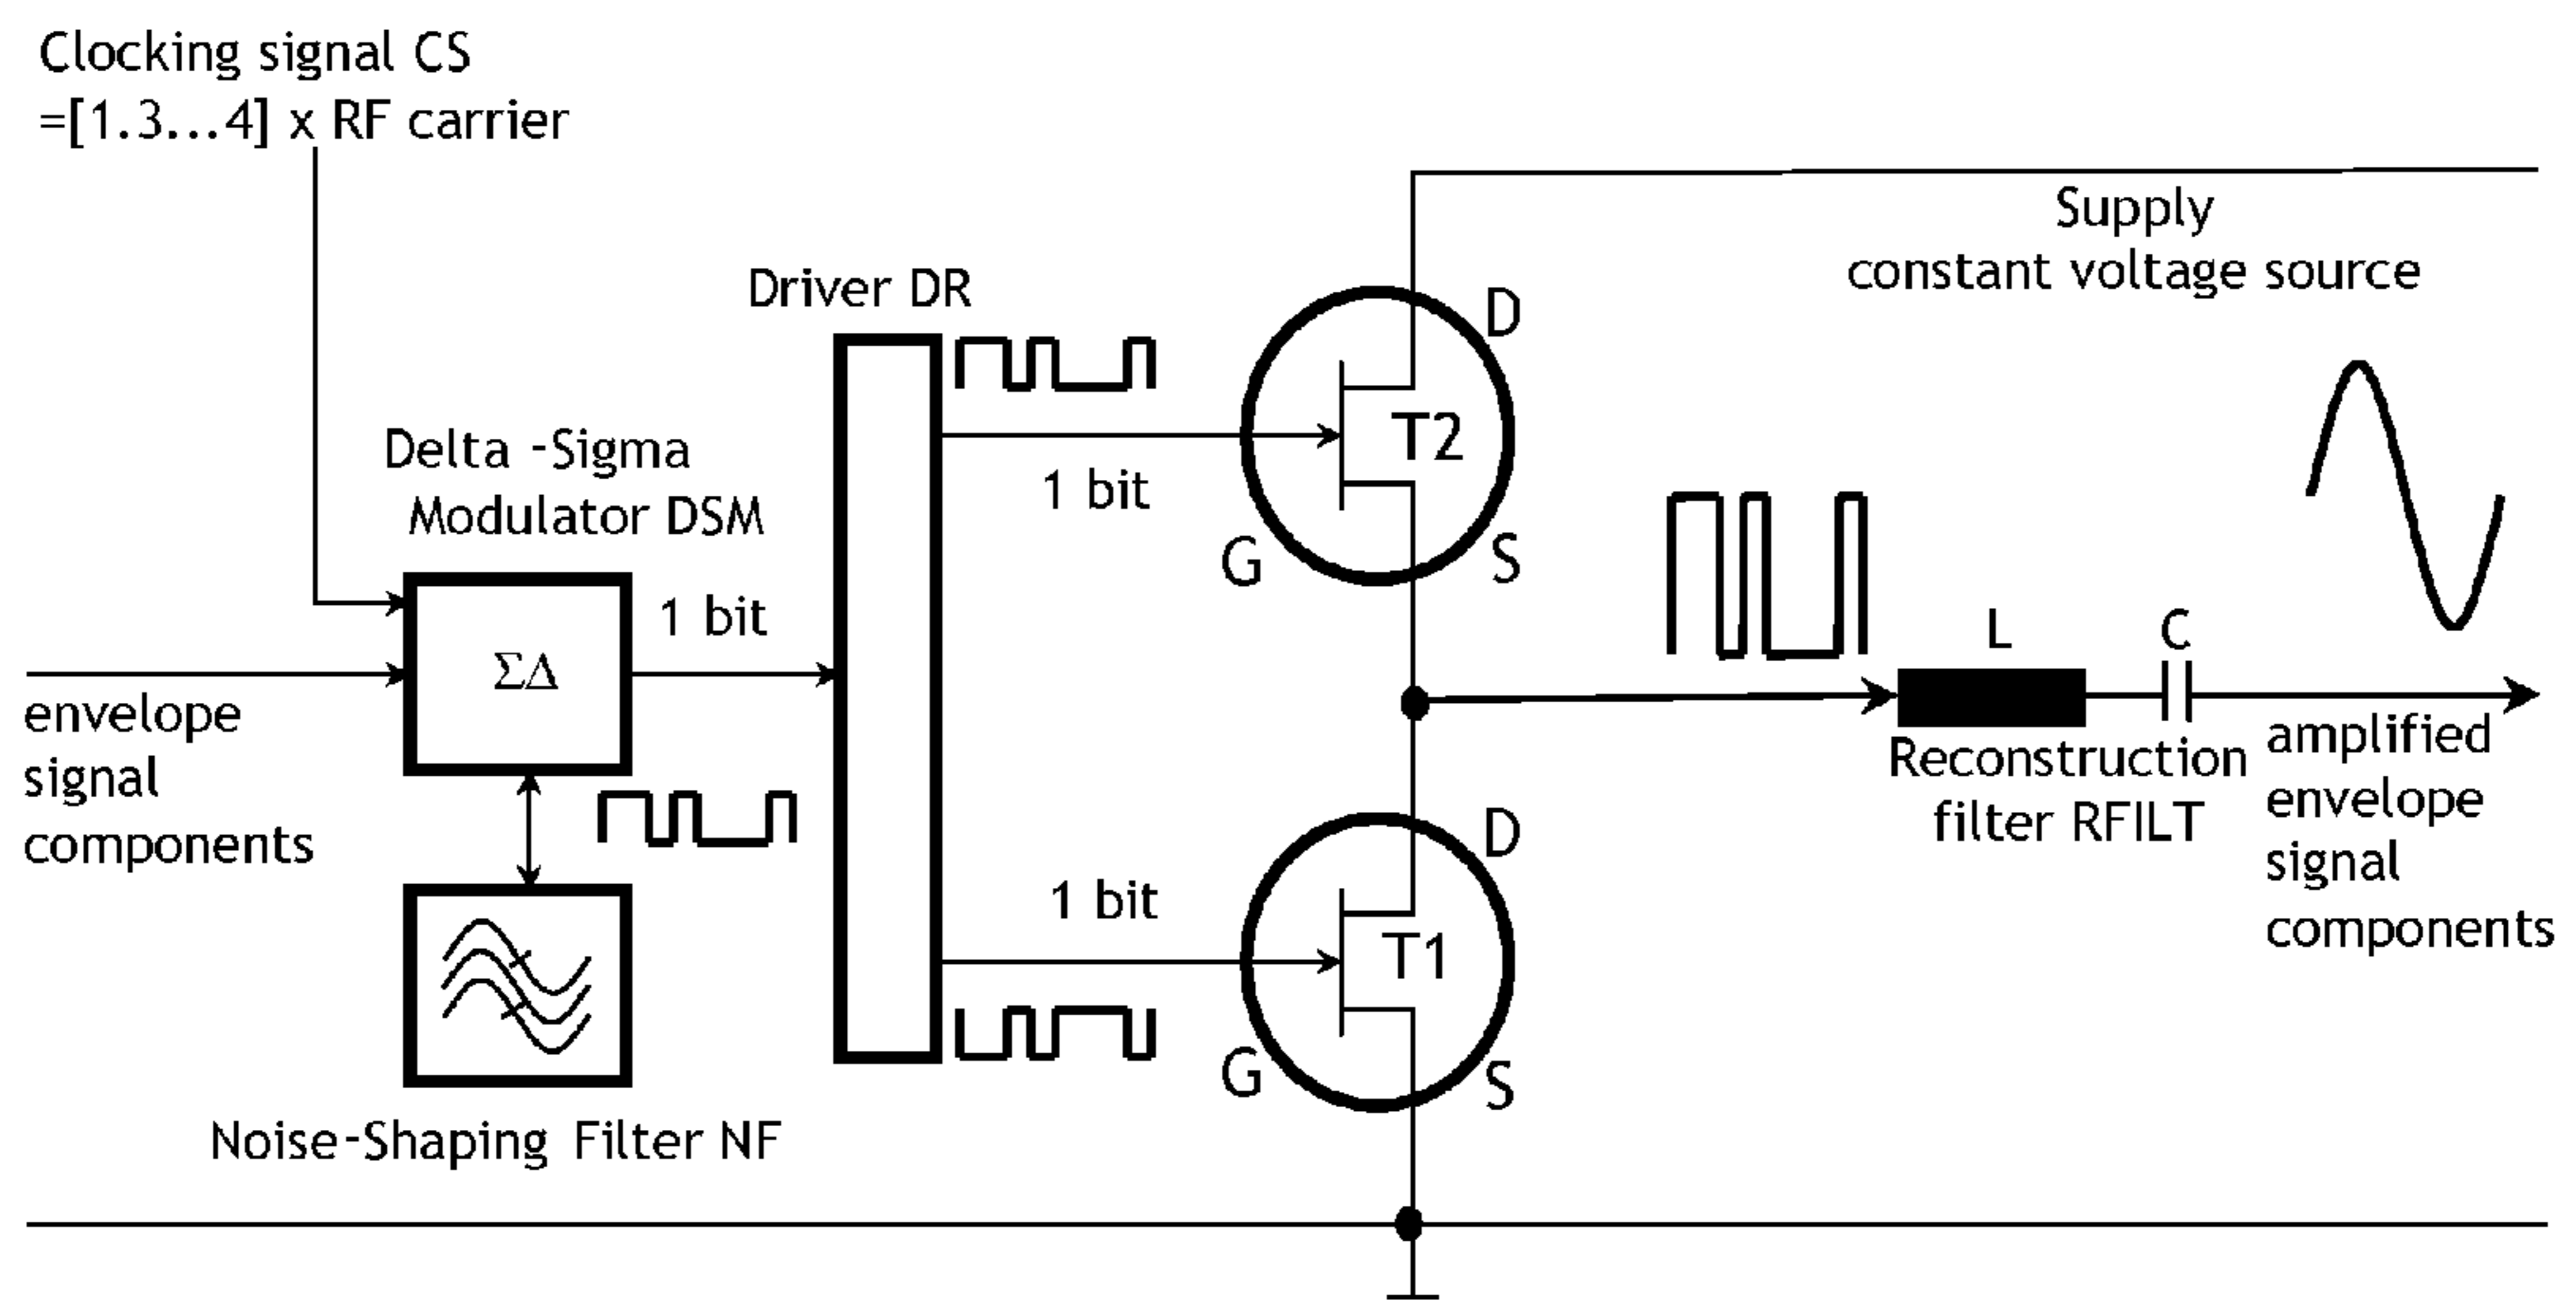 Clocking signal CS
=[1.3...4] x RF carrier
Supply
constant voltage source
Driver DR
D
T2
1 bit
G
S
Delta -Sigma
Modulator DSM
1 bit
ΣΔ
envelope
signal
components
L
C
Reconstruction
filter RFILT
amplified
envelope
signal
components
D
1 bit
T1
G
S
Noise-Shaping Filter NF